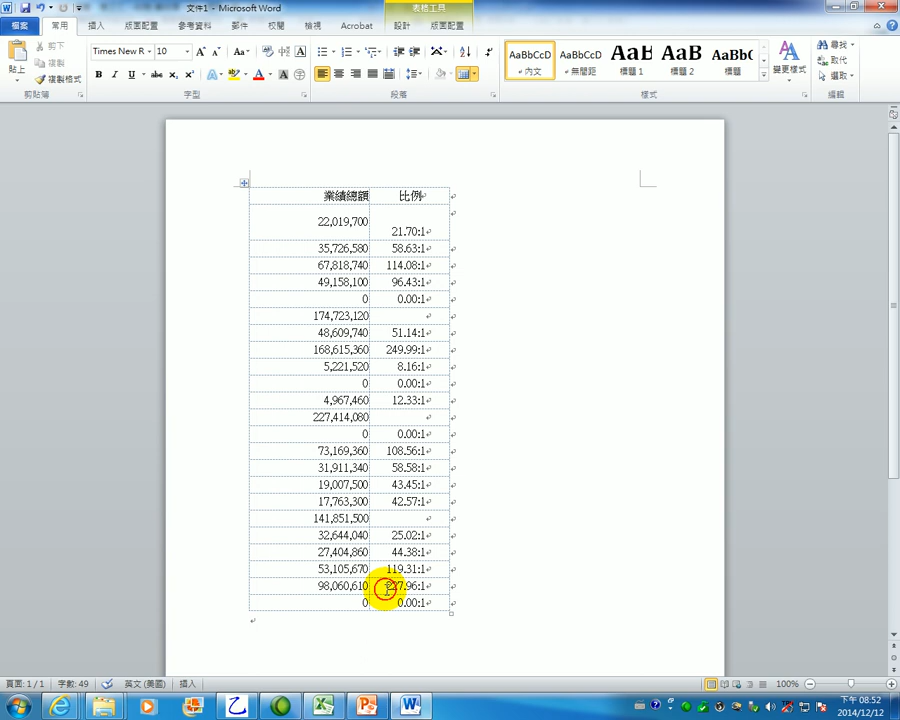 文件1 - Microsoft Word
表格工具
檔案 常用 插入 版面配置 參考資料 郵件 校閱 檢視 Acrobat 設計 版面配置
貼上 剪下 複製 複製格式
Times New R 10
AaBbCcD AaBbCcD AaBb AaBb AaBbC
內文 無間距 標題 1 標題 2 標題 變更樣式
尋找 取代 選取
剪貼簿 字型 段落 樣式 編輯
業績總額 比例
22,019,700 21.70:1
35,726,580 58.63:1
67,818,740 114.08:1
49,158,100 96.43:1
0 0.00:1
174,723,120
48,609,740 51.14:1
168,615,360 249.99:1
5,221,520 8.16:1
0 0.00:1
4,967,460 12.33:1
227,414,080
0 0.00:1
73,169,360 108.56:1
31,911,340 58.58:1
19,007,500 43.45:1
17,763,300 42.57:1
141,851,500
32,644,040 25.02:1
27,404,860 44.38:1
53,105,670 119.31:1
98,060,610
0 0.00:1
頁面: 1 / 1 字數: 49 英文 (美國) 插入 100%
下午 08:52
2014/12/12